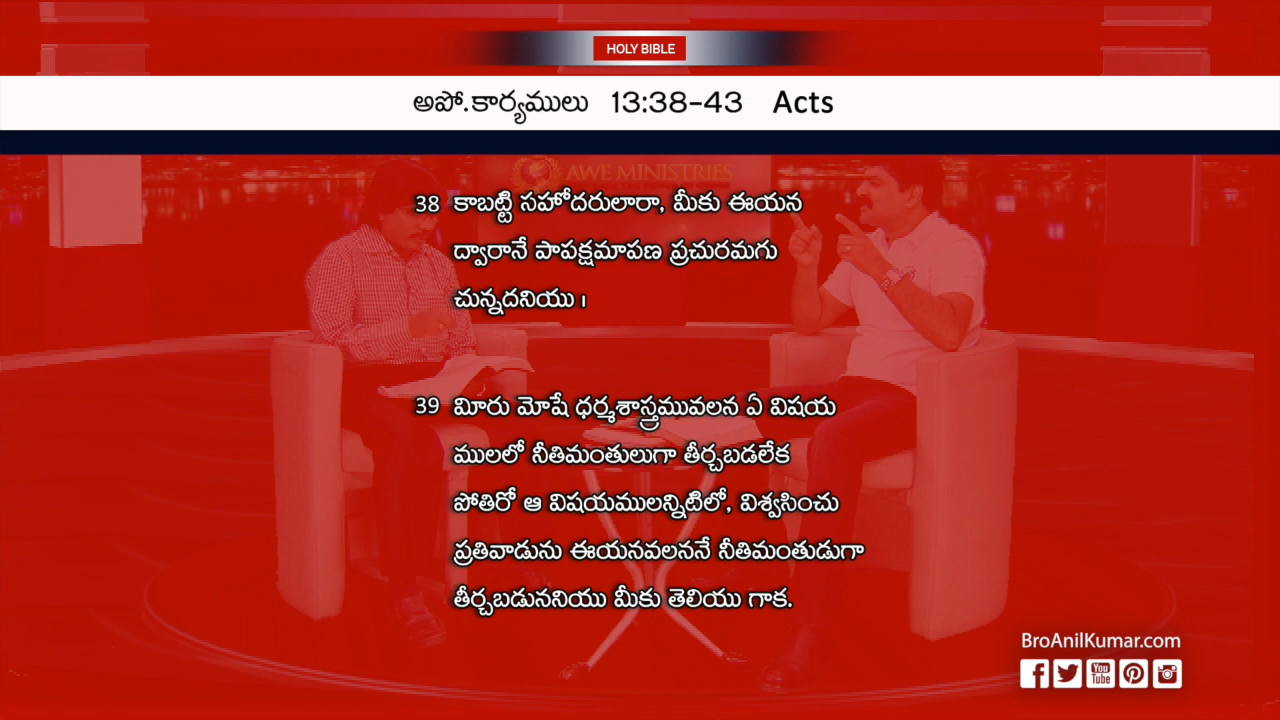 HOLY BIBLE
అపో.కార్యములు 13:38-43 Acts
AWE MINISTRIES
38 కాబట్టి సహోదరులారా, మీకు ఈయన
ద్వారానే పాపక్షమాపణ ప్రచురమగు
చున్నదనియు।
39 మీరు మోషే ధర్మశాస్త్రమువలన ఏ విషయ
ములలో నీతిమంతులుగా తీర్చబడలేక
పోతిరో ఆ విషయములన్నిటిలో, విశ్వసించు
ప్రతివాడును ఈయనవలననే నీతిమంతుడుగా
తీర్చబడుననియు మీకు తెలియు గాక.
BroAnilKumar.com
You Tube